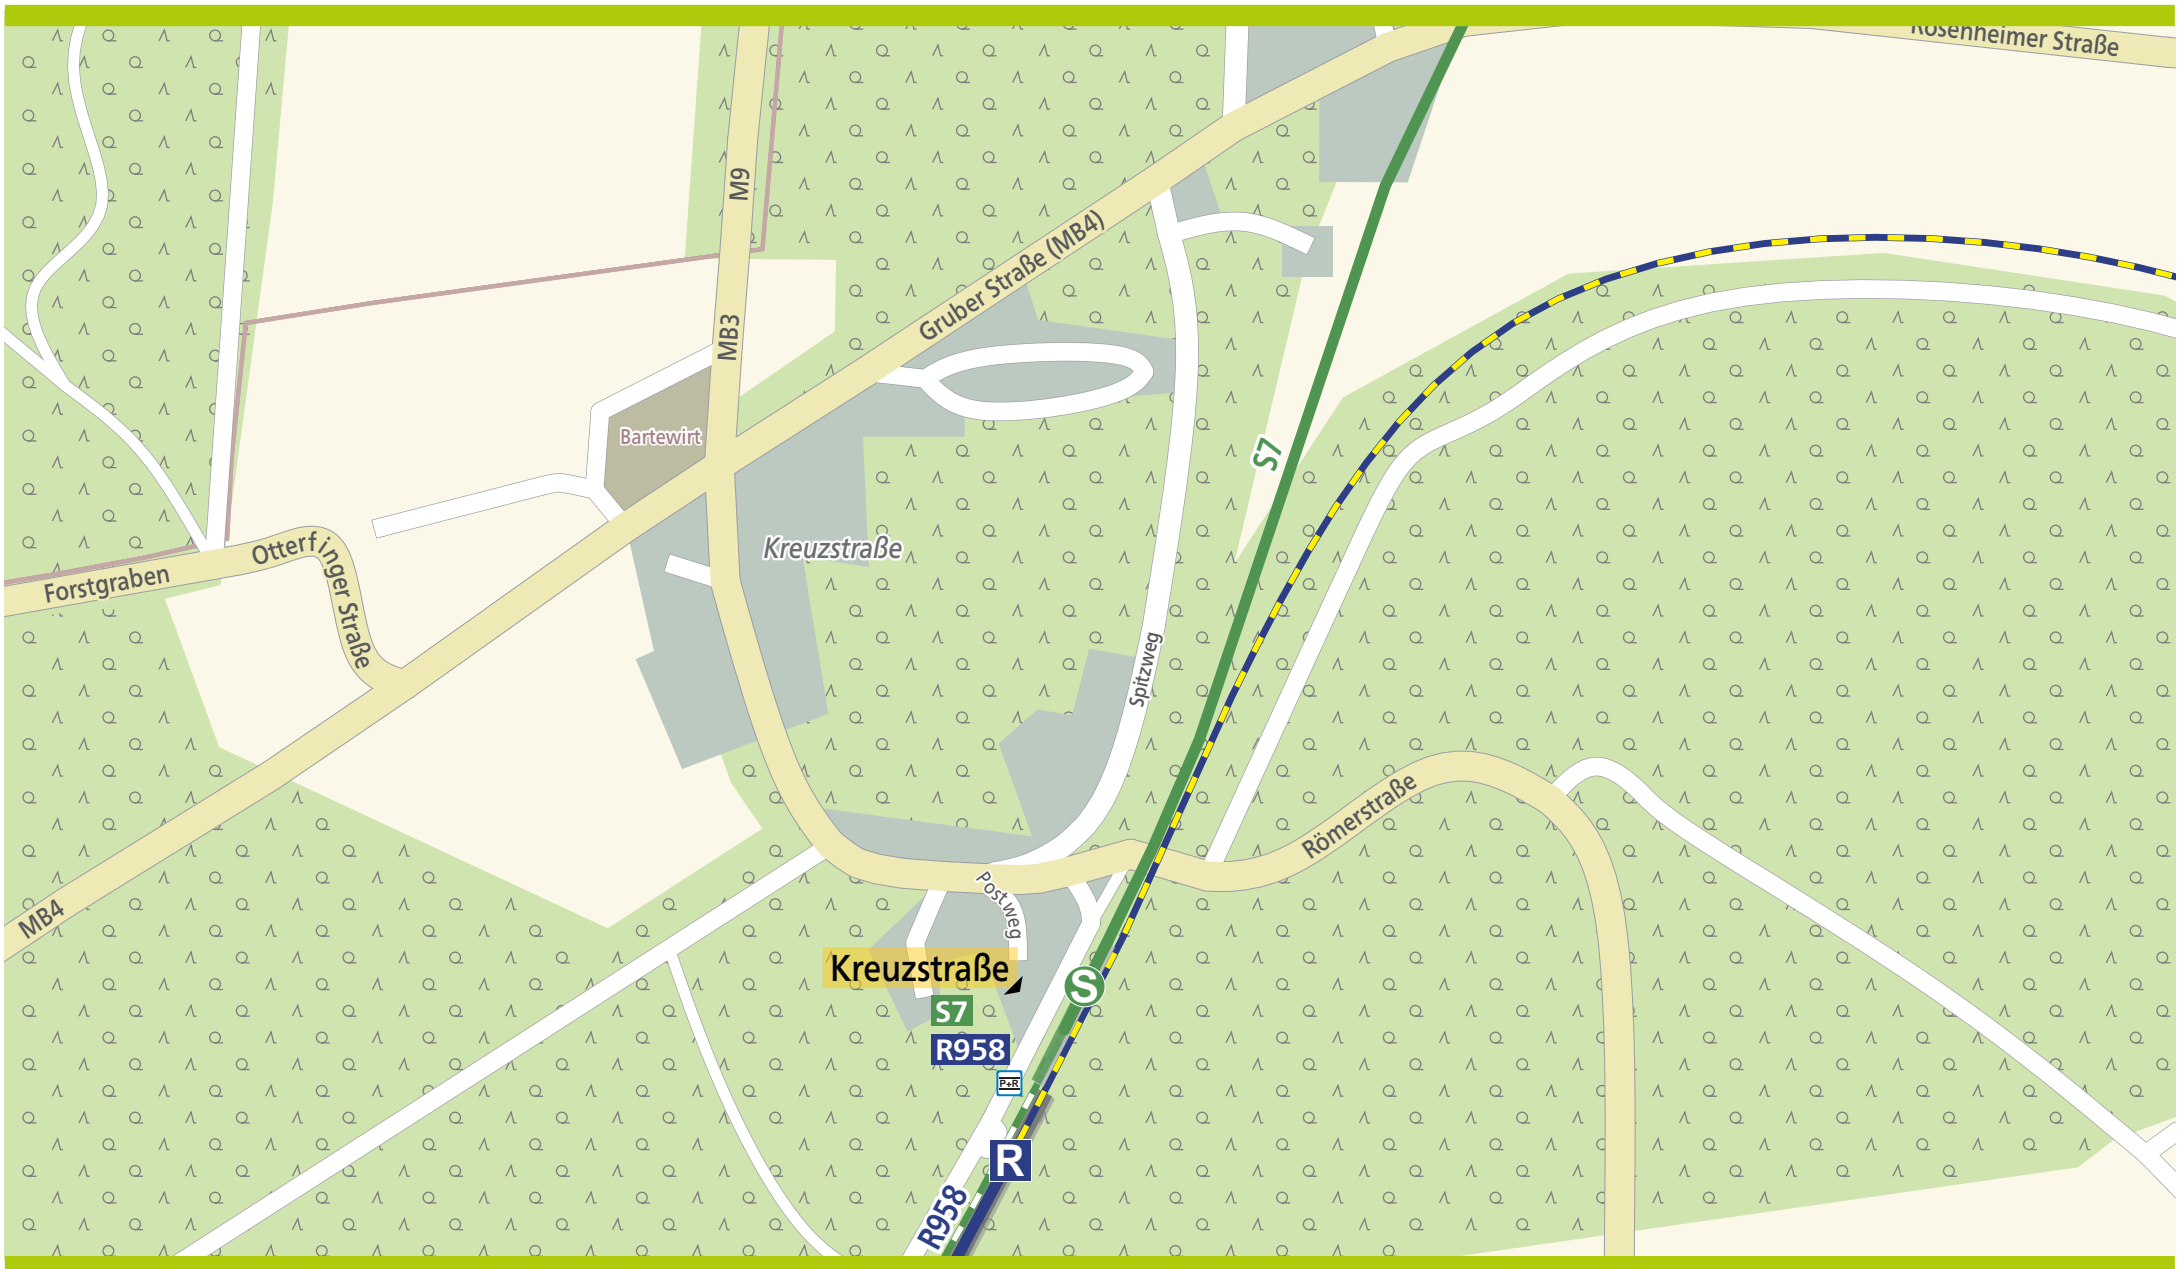 Rosenheimer Straße
M9
Gruber Straße (MB4)
MB3
Bartewirt
S7
Kreuzstraße
Otterfinger Straße
Forstgraben
Spitzweg
Römerstraße
MB4
Postweg
Kreuzstraße
S
S7
R958
P+R
R
R958